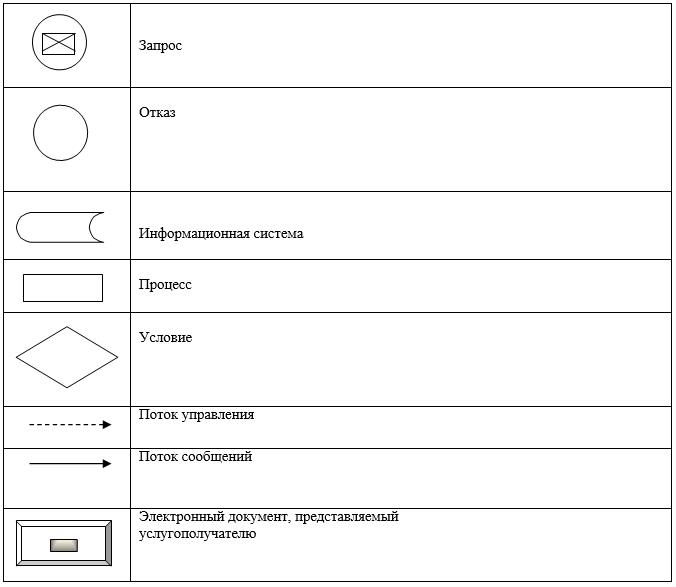 Запрос
Отказ
Информационная система
Процесс
Условие
Поток управления
Поток сообщений
Электронный документ, представляемый
услугополучателю